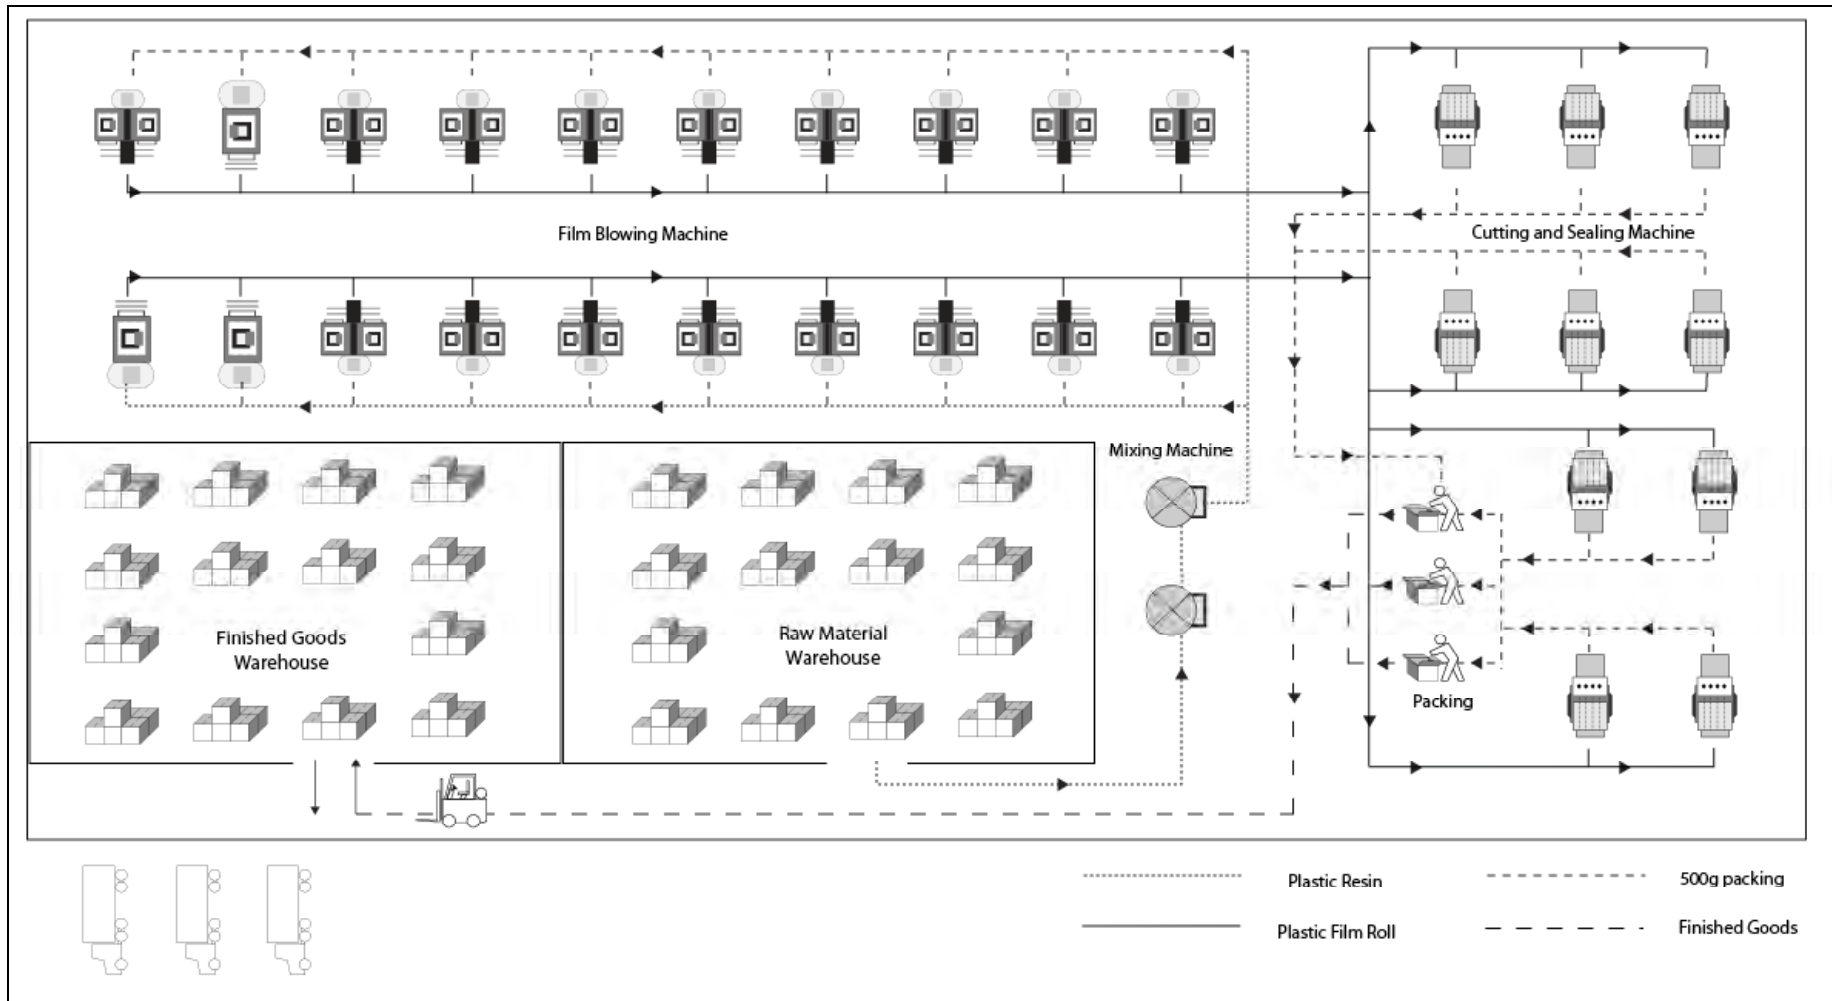 Film Blowing Machine
Cutting and Sealing Machine
Mixing Machine
Finished Goods
Warehouse
Raw Material
Warehouse
Packing
Plastic Resin
500g packing
Plastic Film Roll
Finished Goods